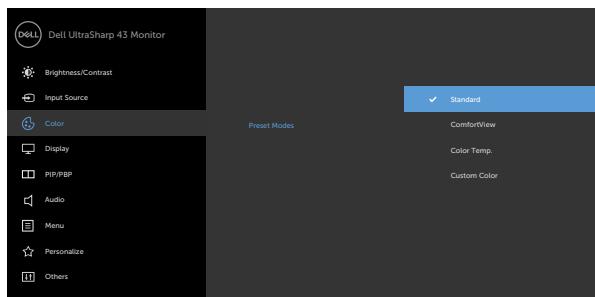 DELL Dell UltraSharp 43 Monitor
Brightness/Contrast
Input Source
Color
Display
PIP/PBP
Audio
Menu
Personalize
Others
Preset Modes
Standard
ComfortView
Color Temp.
Custom Color